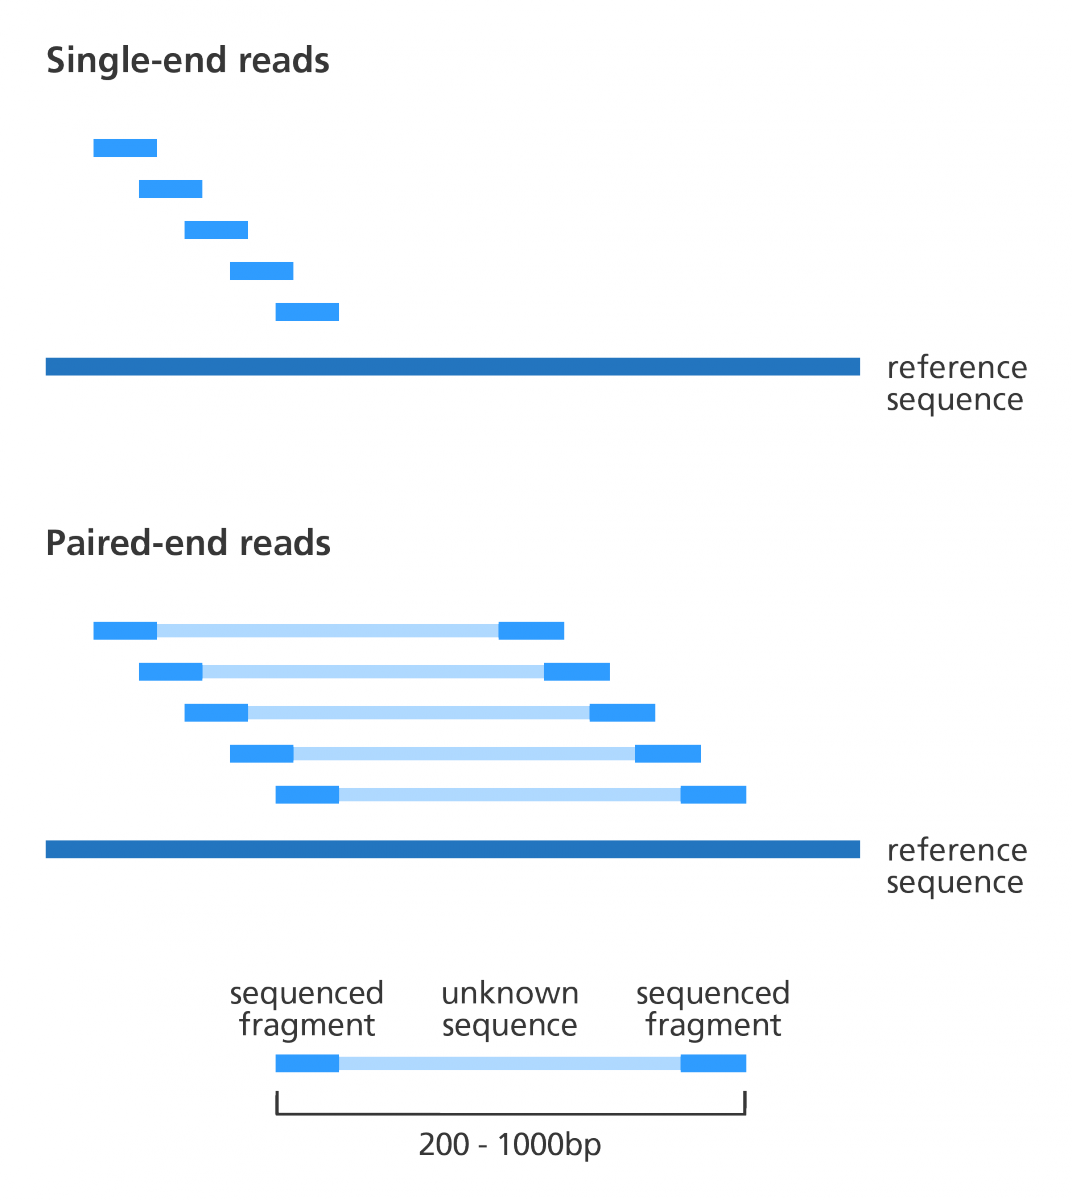 Single-end reads
reference
sequence
Paired-end reads
reference
sequence
sequenced
fragment
unknown
sequence
sequenced
fragment
200 - 1000bp